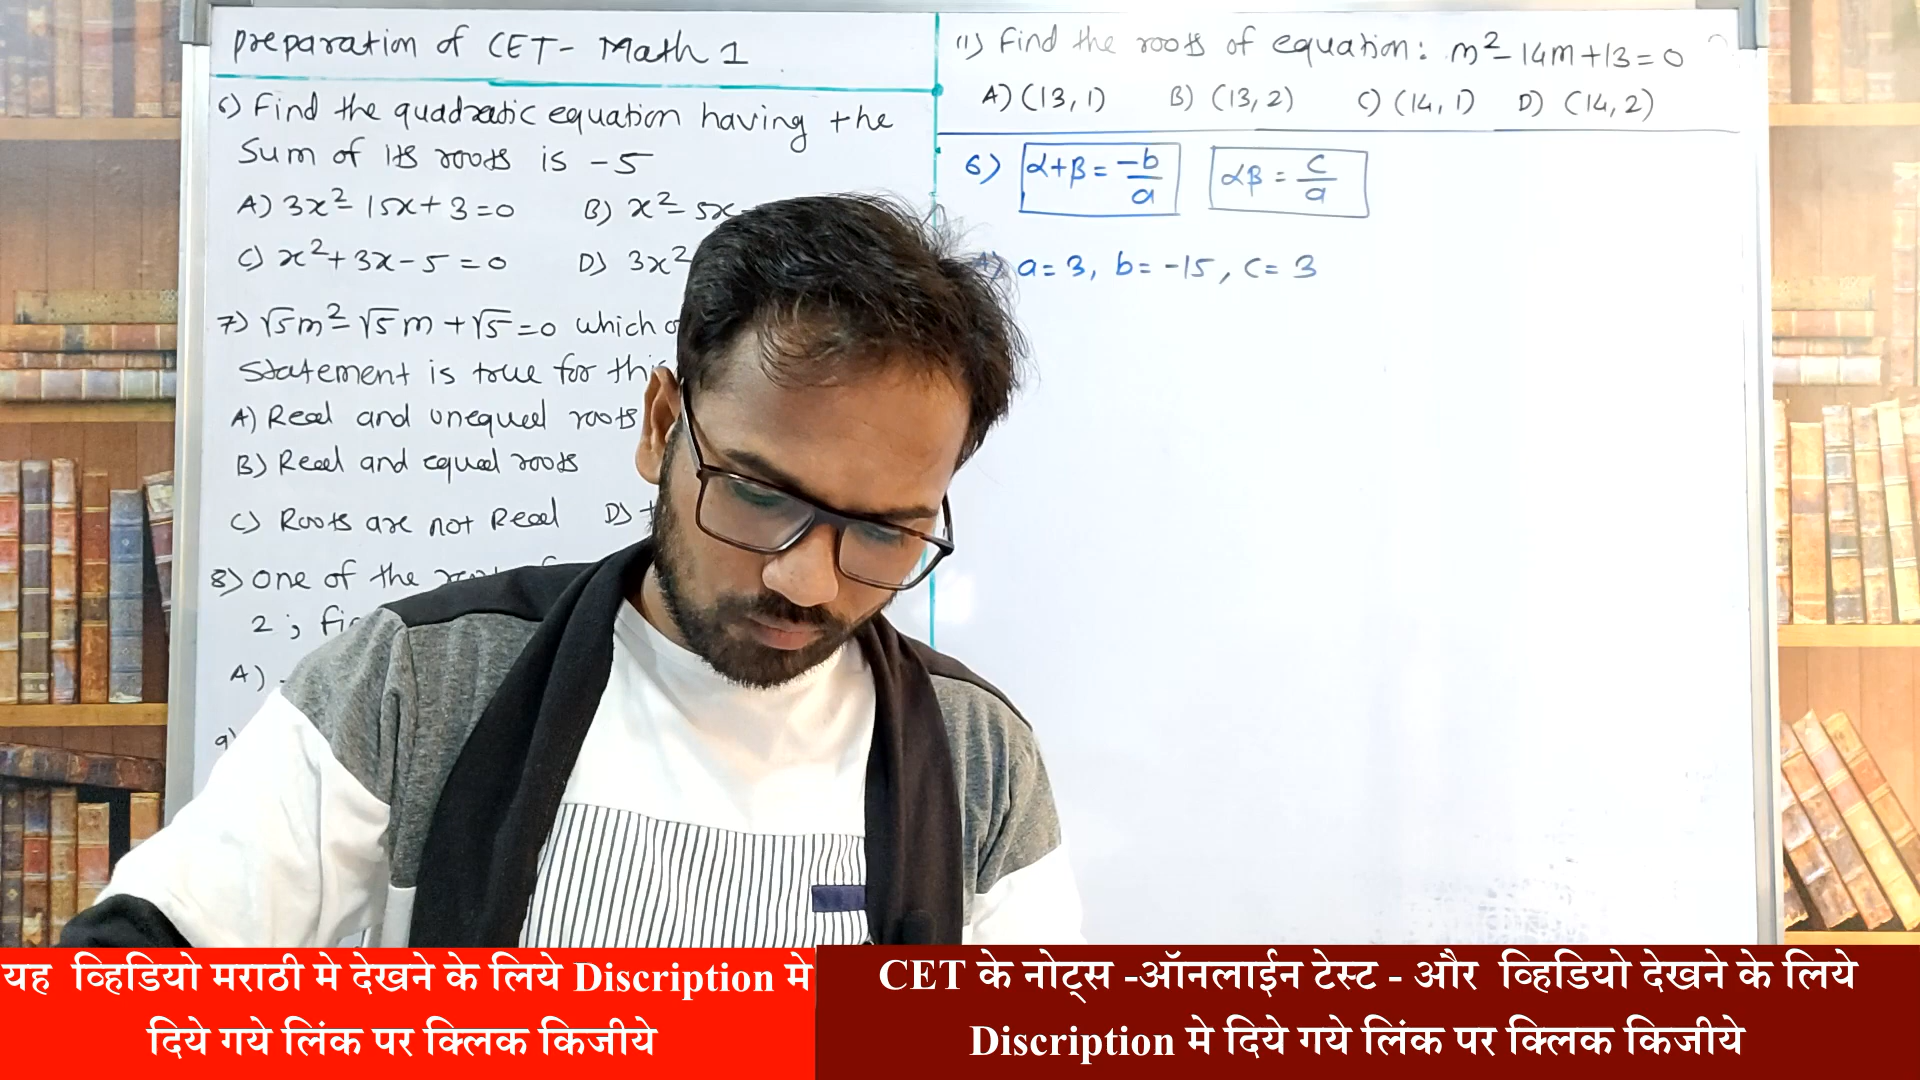 preparation of CET- Math 1
6) Find the quadratic equation having the
Sum of its roots is -5
A) 3x²- 15x+ 3 =0 B) x²- 5x
C) x²+3x-5 =0 D) 3x²
7) √5m²-√5m +√5=0 which
Statement is true for
A) Real and unequal roots
B) Real and equal roots
C) Roots are not Real D)
8) one of the
2 ;
A)
9)
11) Find the roots of equation: m²-14m+13=0
A) (13, 1) B) (13, 2) C) (14, 1) D) (14, 2)
6) α+β = -b/a αβ = c/a
a=3, b= -15, c= 3
यह व्हिडियो मराठी मे देखने के लिये Discription मे
दिये गये लिंक पर क्लिक किजीये
CET के नोट्स -ऑनलाईन टेस्ट - और व्हिडियो देखने के लिये
Discription मे दिये गये लिंक पर क्लिक किजीये